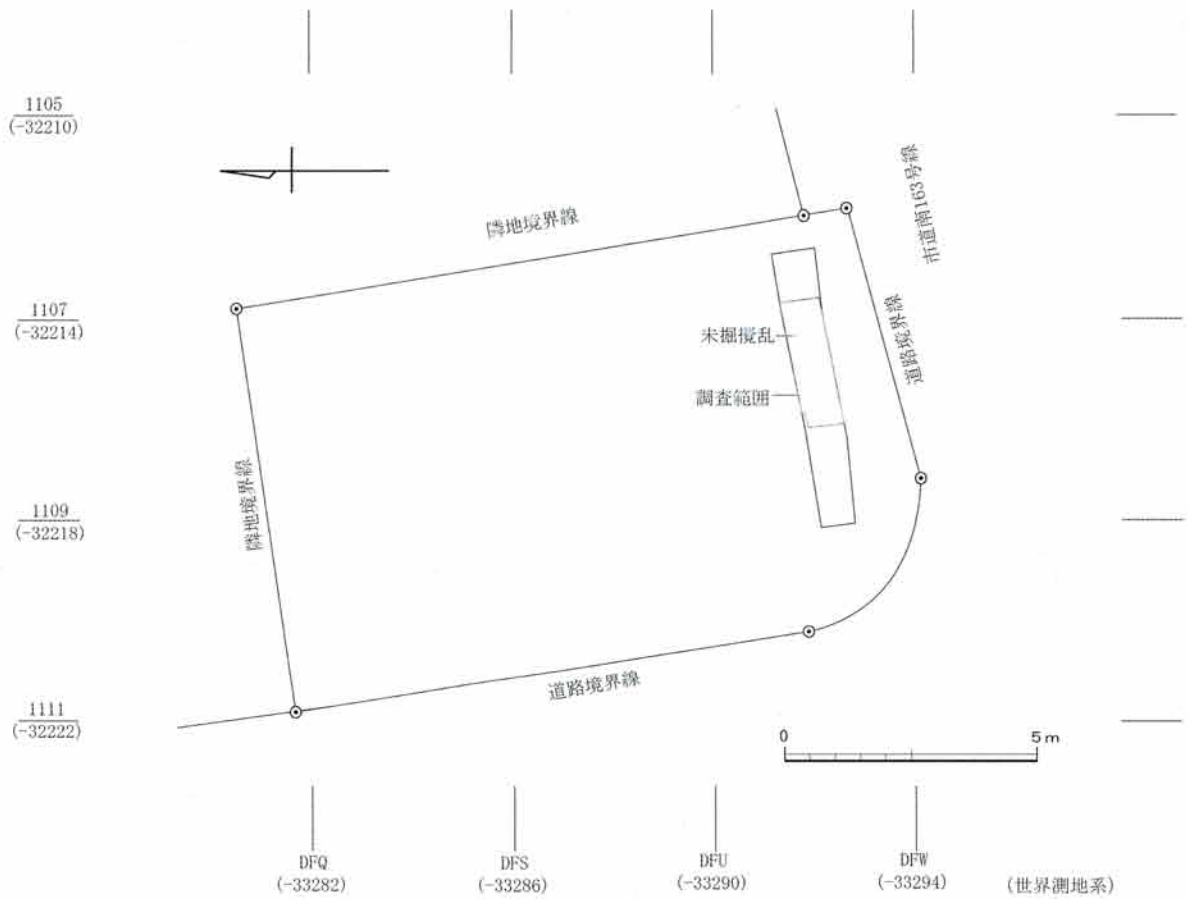 1105
(-32210)
市道南163号線
隣地境界線
1107
(-32214)
道路境界線
未掘攪乱
調査範囲
隣地境界線
1109
(-32218)
道路境界線
1111
(-32222)
0
5m
DFQ
(-33282)
DFS
(-33286)
DFU
(-33290)
DFW
(-33294)
(世界測地系)